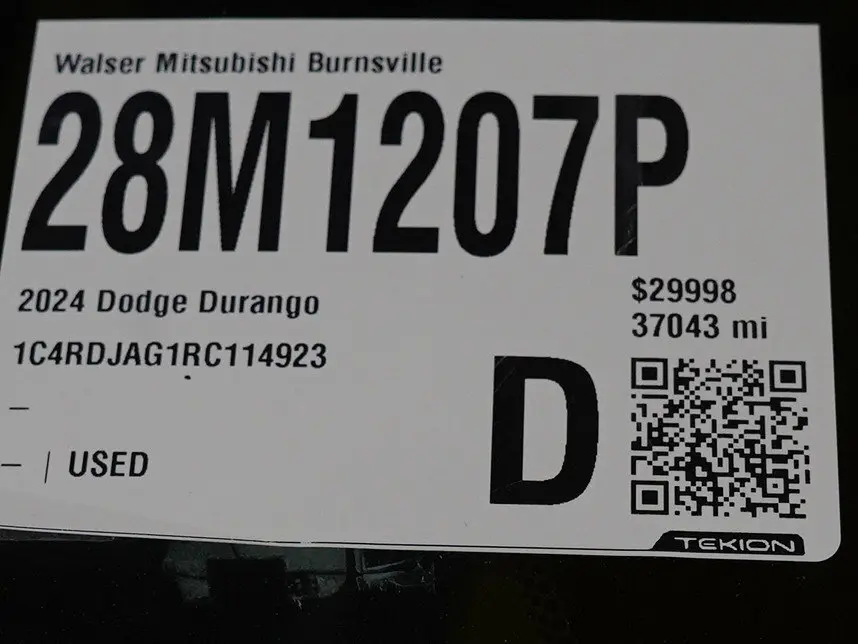 Walser Mitsubishi Burnsville
28M1207P
2024 Dodge Durango
$29998
37043 mi
1C4RDJAG1RC114923
–
D
– | USED
TEKION